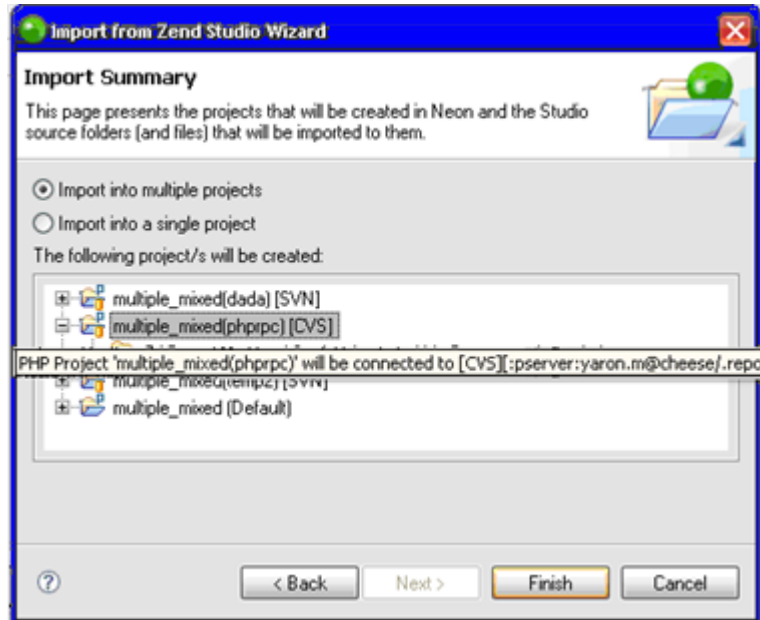 Import from Zend Studio Wizard
Import Summary
This page presents the projects that will be created in Neon and the Studio
source folders (and files) that will be imported to them.
Import into multiple projects
Import into a single project
The following project/s will be created:
multiple_mixed(dada) [SVN]
multiple_mixed(phprpc) [CVS]
PHP Project 'multiple_mixed(phprpc)' will be connected to [CVS][:pserver:yaron.m@cheese/.repo
multiple_mixed(temp2) [SVN]
multiple_mixed (Default)
< Back
Next >
Finish
Cancel